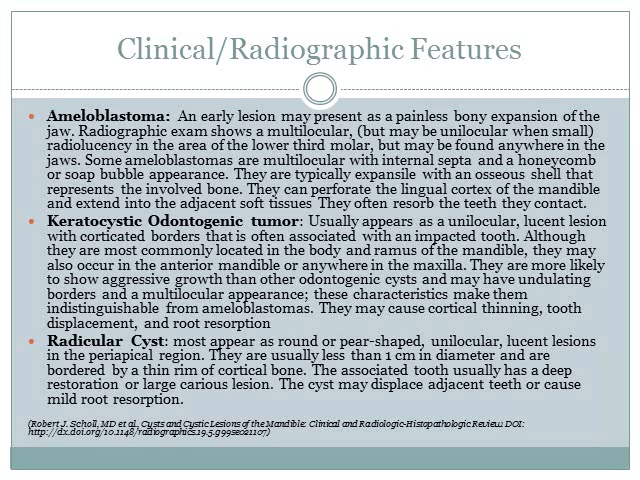 Clinical/Radiographic Features
Ameloblastoma: An early lesion may present as a painless bony expansion of the
jaw. Radiographic exam shows a multilocular, (but may be unilocular when small)
radiolucency in the area of the lower third molar, but may be found anywhere in the
jaws. Some ameloblastomas are multilocular with internal septa and a honeycomb
or soap bubble appearance. They are typically expansile with an osseous shell that
represents the involved bone. They can perforate the lingual cortex of the mandible
and extend into the adjacent soft tissues They often resorb the teeth they contact.
Keratocystic Odontogenic tumor: Usually appears as a unilocular, lucent lesion
with corticated borders that is often associated with an impacted tooth. Although
they are most commonly located in the body and ramus of the mandible, they may
also occur in the anterior mandible or anywhere in the maxilla. They are more likely
to show aggressive growth than other odontogenic cysts and may have undulating
borders and a multilocular appearance; these characteristics make them
indistinguishable from ameloblastomas. They may cause cortical thinning, tooth
displacement, and root resorption
Radicular Cyst: most appear as round or pear-shaped, unilocular, lucent lesions
in the periapical region. They are usually less than 1 cm in diameter and are
bordered by a thin rim of cortical bone. The associated tooth usually has a deep
restoration or large carious lesion. The cyst may displace adjacent teeth or cause
mild root resorption.
(Robert J. Scholl, MD et al. Cysts and Cystic Lesions of the Mandible: Clinical and Radiologic-Histopathologic Review. DOI:
http://dx.doi.org/10.1148/radiographics.19.5.g99se021107)